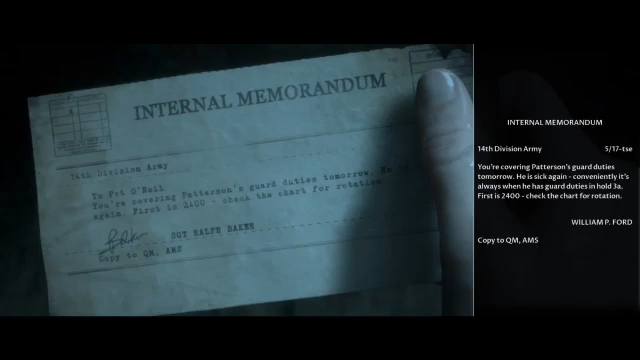 INTERNAL MEMORANDUM
14th Division Army
To Pvt O'Neil
You're covering Patterson's guard duties tomorrow. He
again. First is 2400 - check the chart for rotation
SGT RALPH BAKER
Copy to QM, AMS
INTERNAL MEMORANDUM
14th Division Army 5/17-tse
You're covering Patterson's guard duties
tomorrow. He is sick again - conveniently it's
always when he has guard duties in hold 3a.
First is 2400 - check the chart for rotation.
WILLIAM P. FORD
Copy to QM, AMS